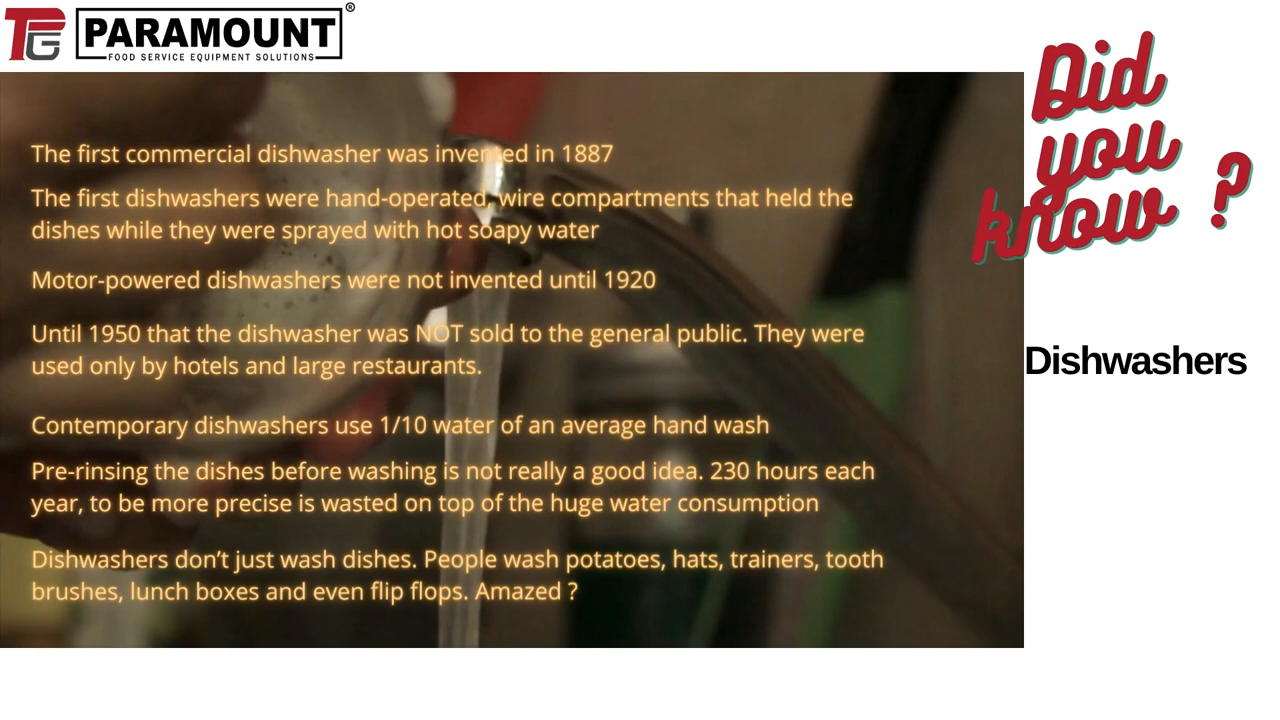 TPG PARAMOUNT®
FOOD SERVICE EQUIPMENT SOLUTIONS
Did
you
know ?
Dishwashers
The first commercial dishwasher was invented in 1887
The first dishwashers were hand-operated, wire compartments that held the
dishes while they were sprayed with hot soapy water
Motor-powered dishwashers were not invented until 1920
Until 1950 that the dishwasher was NOT sold to the general public. They were
used only by hotels and large restaurants.
Contemporary dishwashers use 1/10 water of an average hand wash
Pre-rinsing the dishes before washing is not really a good idea. 230 hours each
year, to be more precise is wasted on top of the huge water consumption
Dishwashers don’t just wash dishes. People wash potatoes, hats, trainers, tooth
brushes, lunch boxes and even flip flops. Amazed ?